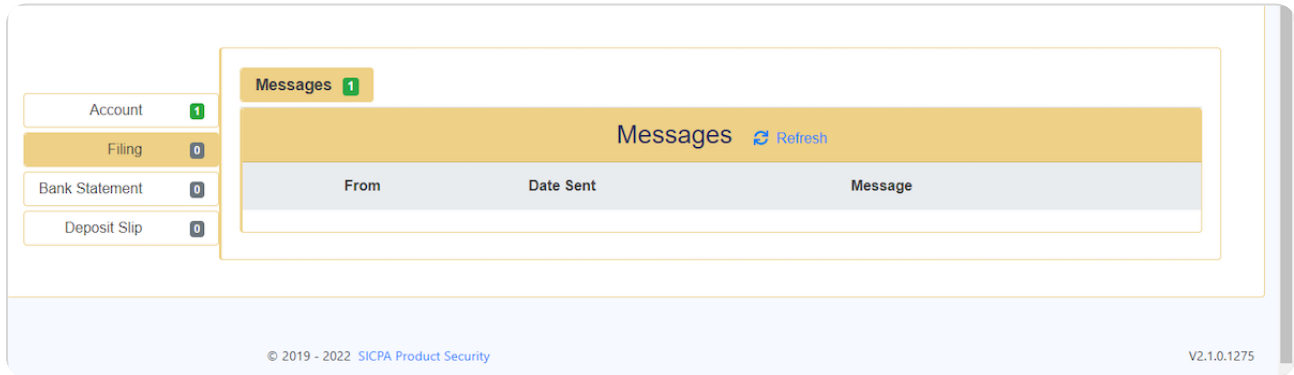 Messages 1
Account 1
Messages Refresh
Filing 0
From Date Sent Message
Bank Statement 0
Deposit Slip 0
© 2019 - 2022 SICPA Product Security
V2.1.0.1275